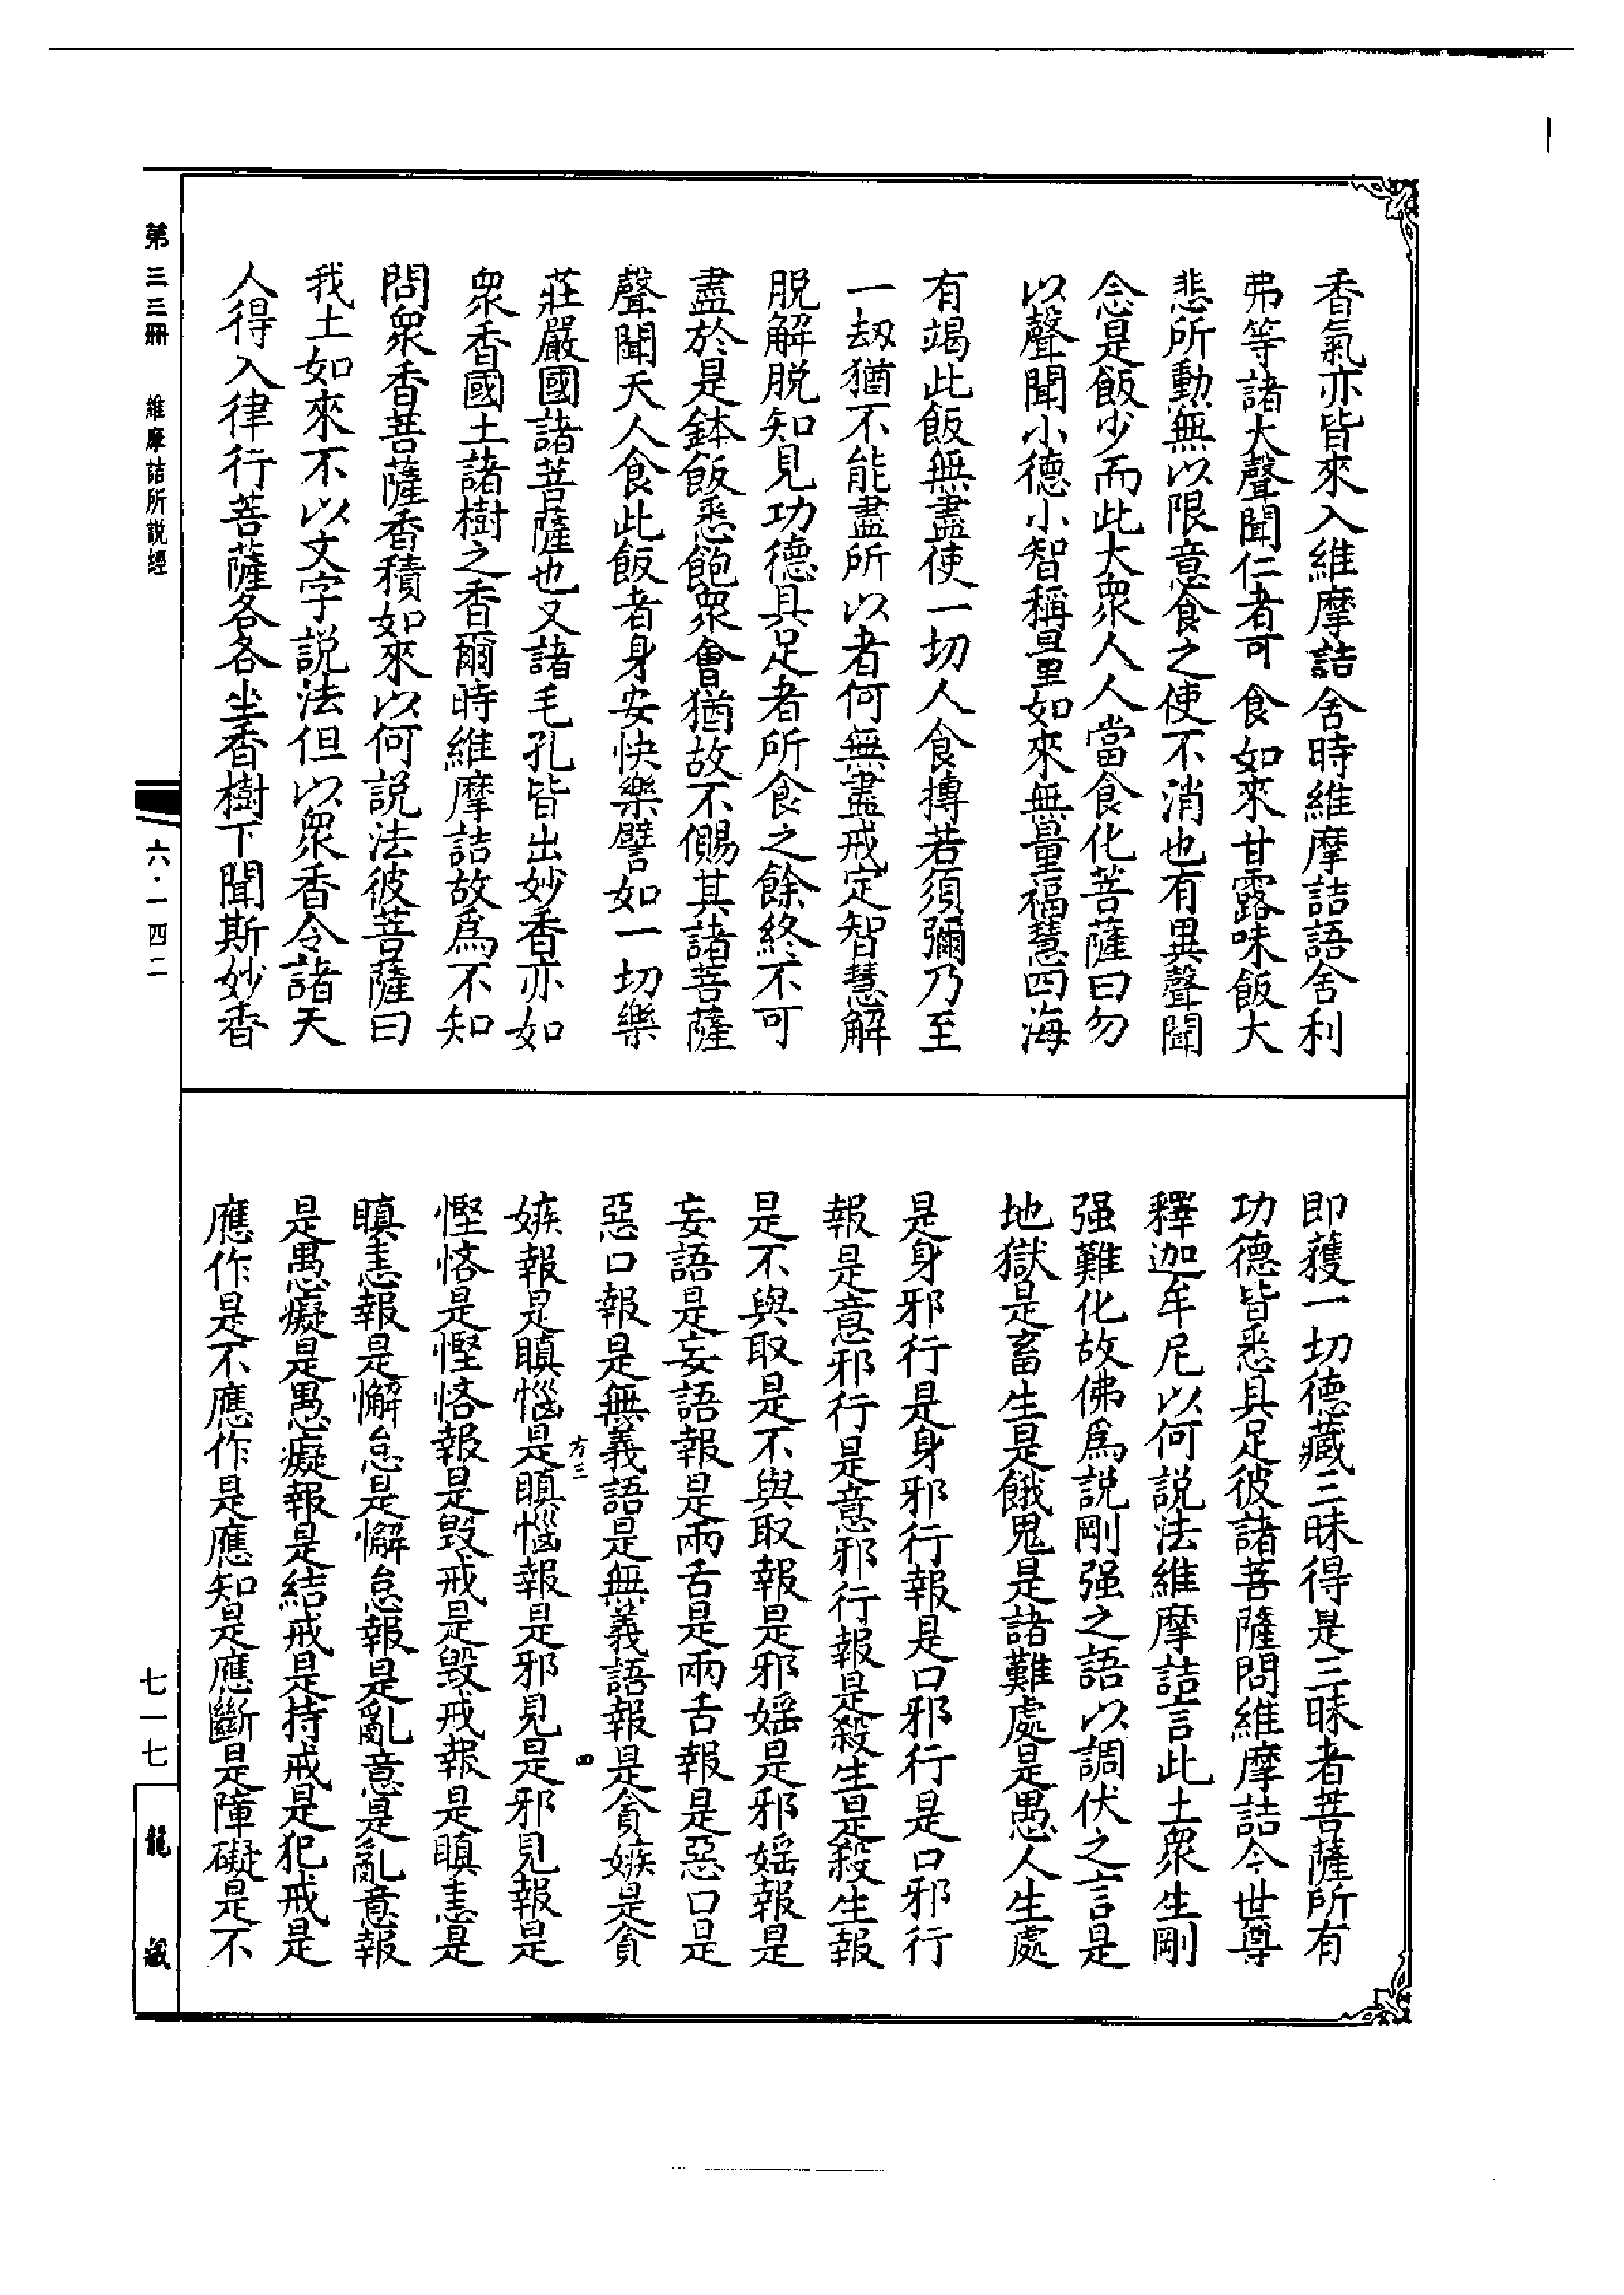 香氣亦皆來入維摩詰舍時維摩詰語舍利
弗等諸大聲聞仁者可食如來甘露味飯大
悲所勳無以限意食之使不消也有異聲聞
念是飯少而此大衆人人當食化菩薩曰勿
以聲聞小德小智稱量如來無量福慧四海
有竭此飯無盡使一切人食摶若須彌乃至
一劫猶不能盡所以者何無盡戒定智慧解
脱解脱知見功德具足者所食之餘終不可
盡於是鉢飯悉飽衆會猶故不儩其諸菩薩
聲聞天人食此飯者身安快樂譬如一切樂
莊嚴國諸菩薩也又諸毛孔皆出妙香亦如
衆香國土諸樹之香爾時維摩詰故爲不知
問衆香菩薩香積如來以何説法彼菩薩曰
我土如來不以文字説法但以衆香令諸天
人得入律行菩薩各各坐香樹下聞斯妙香
即獲一切德藏三昧得是三昧者菩薩所有
功德皆悉具足彼諸菩薩問維摩詰今世尊
釋迦牟尼以何説法維摩詰言此土衆生剛
强難化故佛爲説剛强之語以調伏之言是
地獄是畜生是餓鬼是諸難處是愚人生處
是身邪行是身邪行報是口邪行是口邪行
報是意邪行是意邪行報是殺生是殺生報
是不與取是不與取報是邪婬是邪婬報是
妄語是妄語報是兩舌是兩舌報是惡口是
惡口報是無義語是無義語報是貪嫉是貪
方三
四
嫉報是瞋惱是瞋惱報是邪見是邪見報是
慳悋是慳悋報是毀戒是毀戒報是瞋恚是
瞋恚報是懈怠是懈怠報是亂意是亂意報
是愚癡是愚癡報是結戒是持戒是犯戒是
應作是不應作是應知是應斷是障礙是不
第三三册 維摩詰所説經
六·一四二
七一七
龍藏